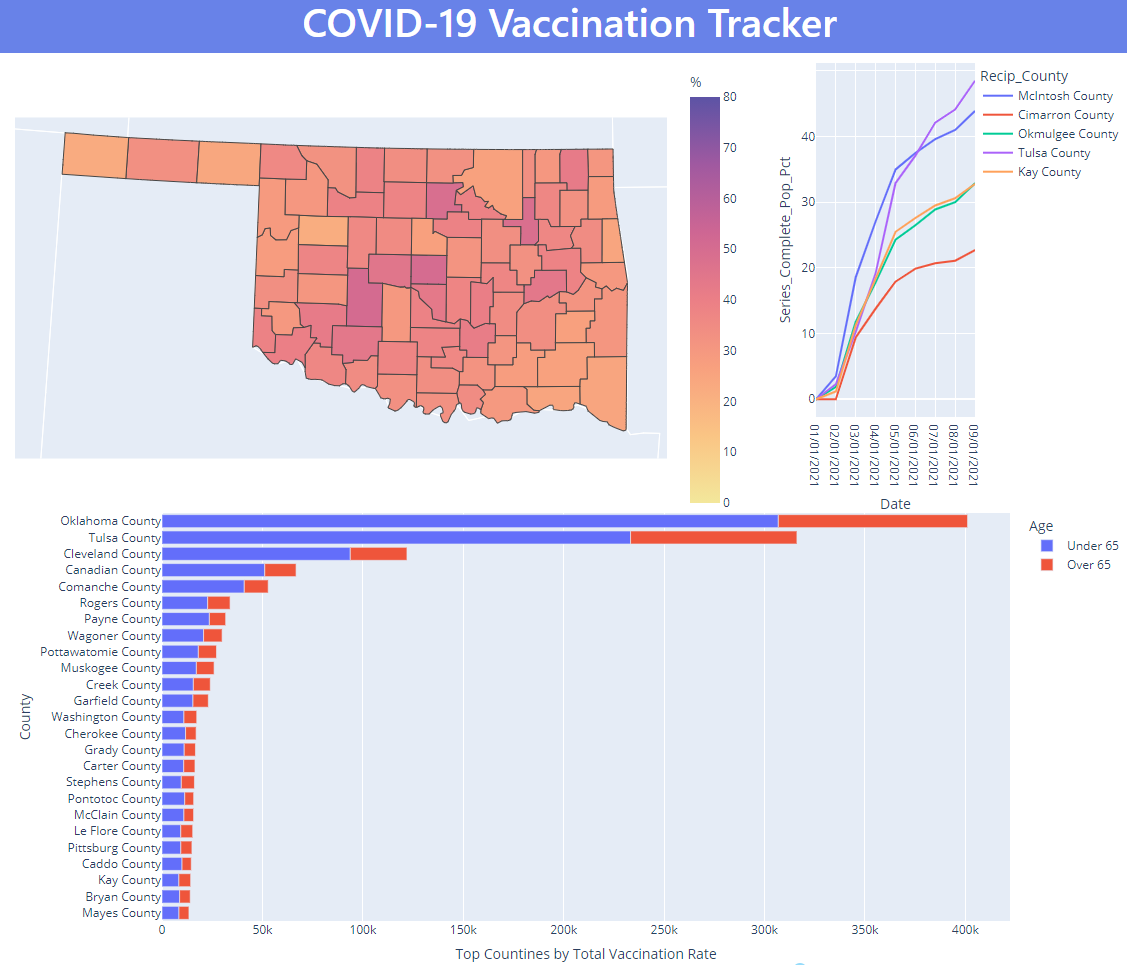 COVID-19 Vaccination Tracker
%
80
70
60
50
40
30
20
10
0
Series_Complete_Pop_Pct
40
30
20
10
0
01/01/2021
02/01/2021
03/01/2021
04/01/2021
05/01/2021
06/01/2021
07/01/2021
08/01/2021
09/01/2021
Date
Recip_County
McIntosh County
Cimarron County
Okmulgee County
Tulsa County
Kay County
County
Oklahoma County
Tulsa County
Cleveland County
Canadian County
Comanche County
Rogers County
Payne County
Wagoner County
Pottawatomie County
Muskogee County
Creek County
Garfield County
Washington County
Cherokee County
Grady County
Carter County
Stephens County
Pontotoc County
McClain County
Le Flore County
Pittsburg County
Caddo County
Kay County
Bryan County
Mayes County
0
50k
100k
150k
200k
250k
300k
350k
400k
Top Countines by Total Vaccination Rate
Age
Under 65
Over 65